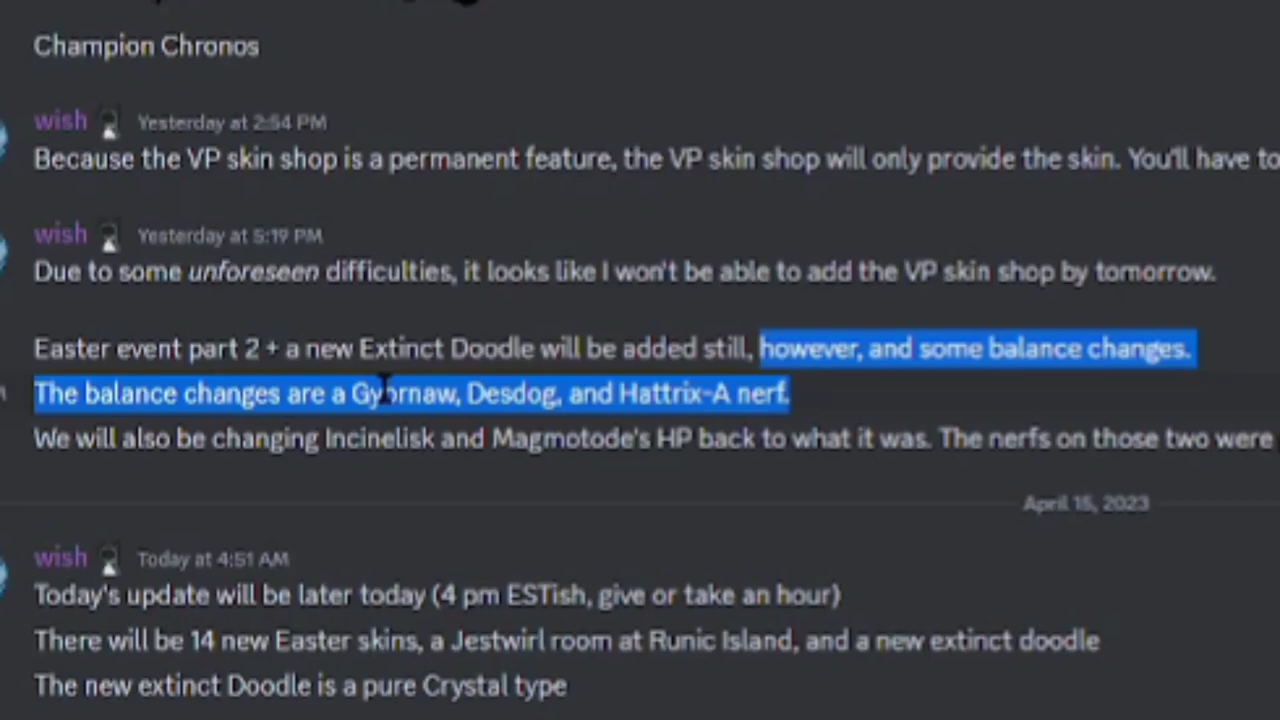 Champion Chronos
wish Yesterday at 2:54 PM
Because the VP skin shop is a permanent feature, the VP skin shop will only provide the skin. You'll have to
wish Yesterday at 5:19 PM
Due to some unforeseen difficulties, it looks like I won't be able to add the VP skin shop by tomorrow.
Easter event part 2 + a new Extinct Doodle will be added still, however, and some balance changes.
The balance changes are a Gyornaw, Desdog, and Hattrix-A nerf.
We will also be changing Incinelisk and Magmotode's HP back to what it was. The nerfs on those two were
April 15, 2023
wish Today at 4:51 AM
Today's update will be later today (4 pm ESTish, give or take an hour)
There will be 14 new Easter skins, a Jestwirl room at Runic Island, and a new extinct doodle
The new extinct Doodle is a pure Crystal type